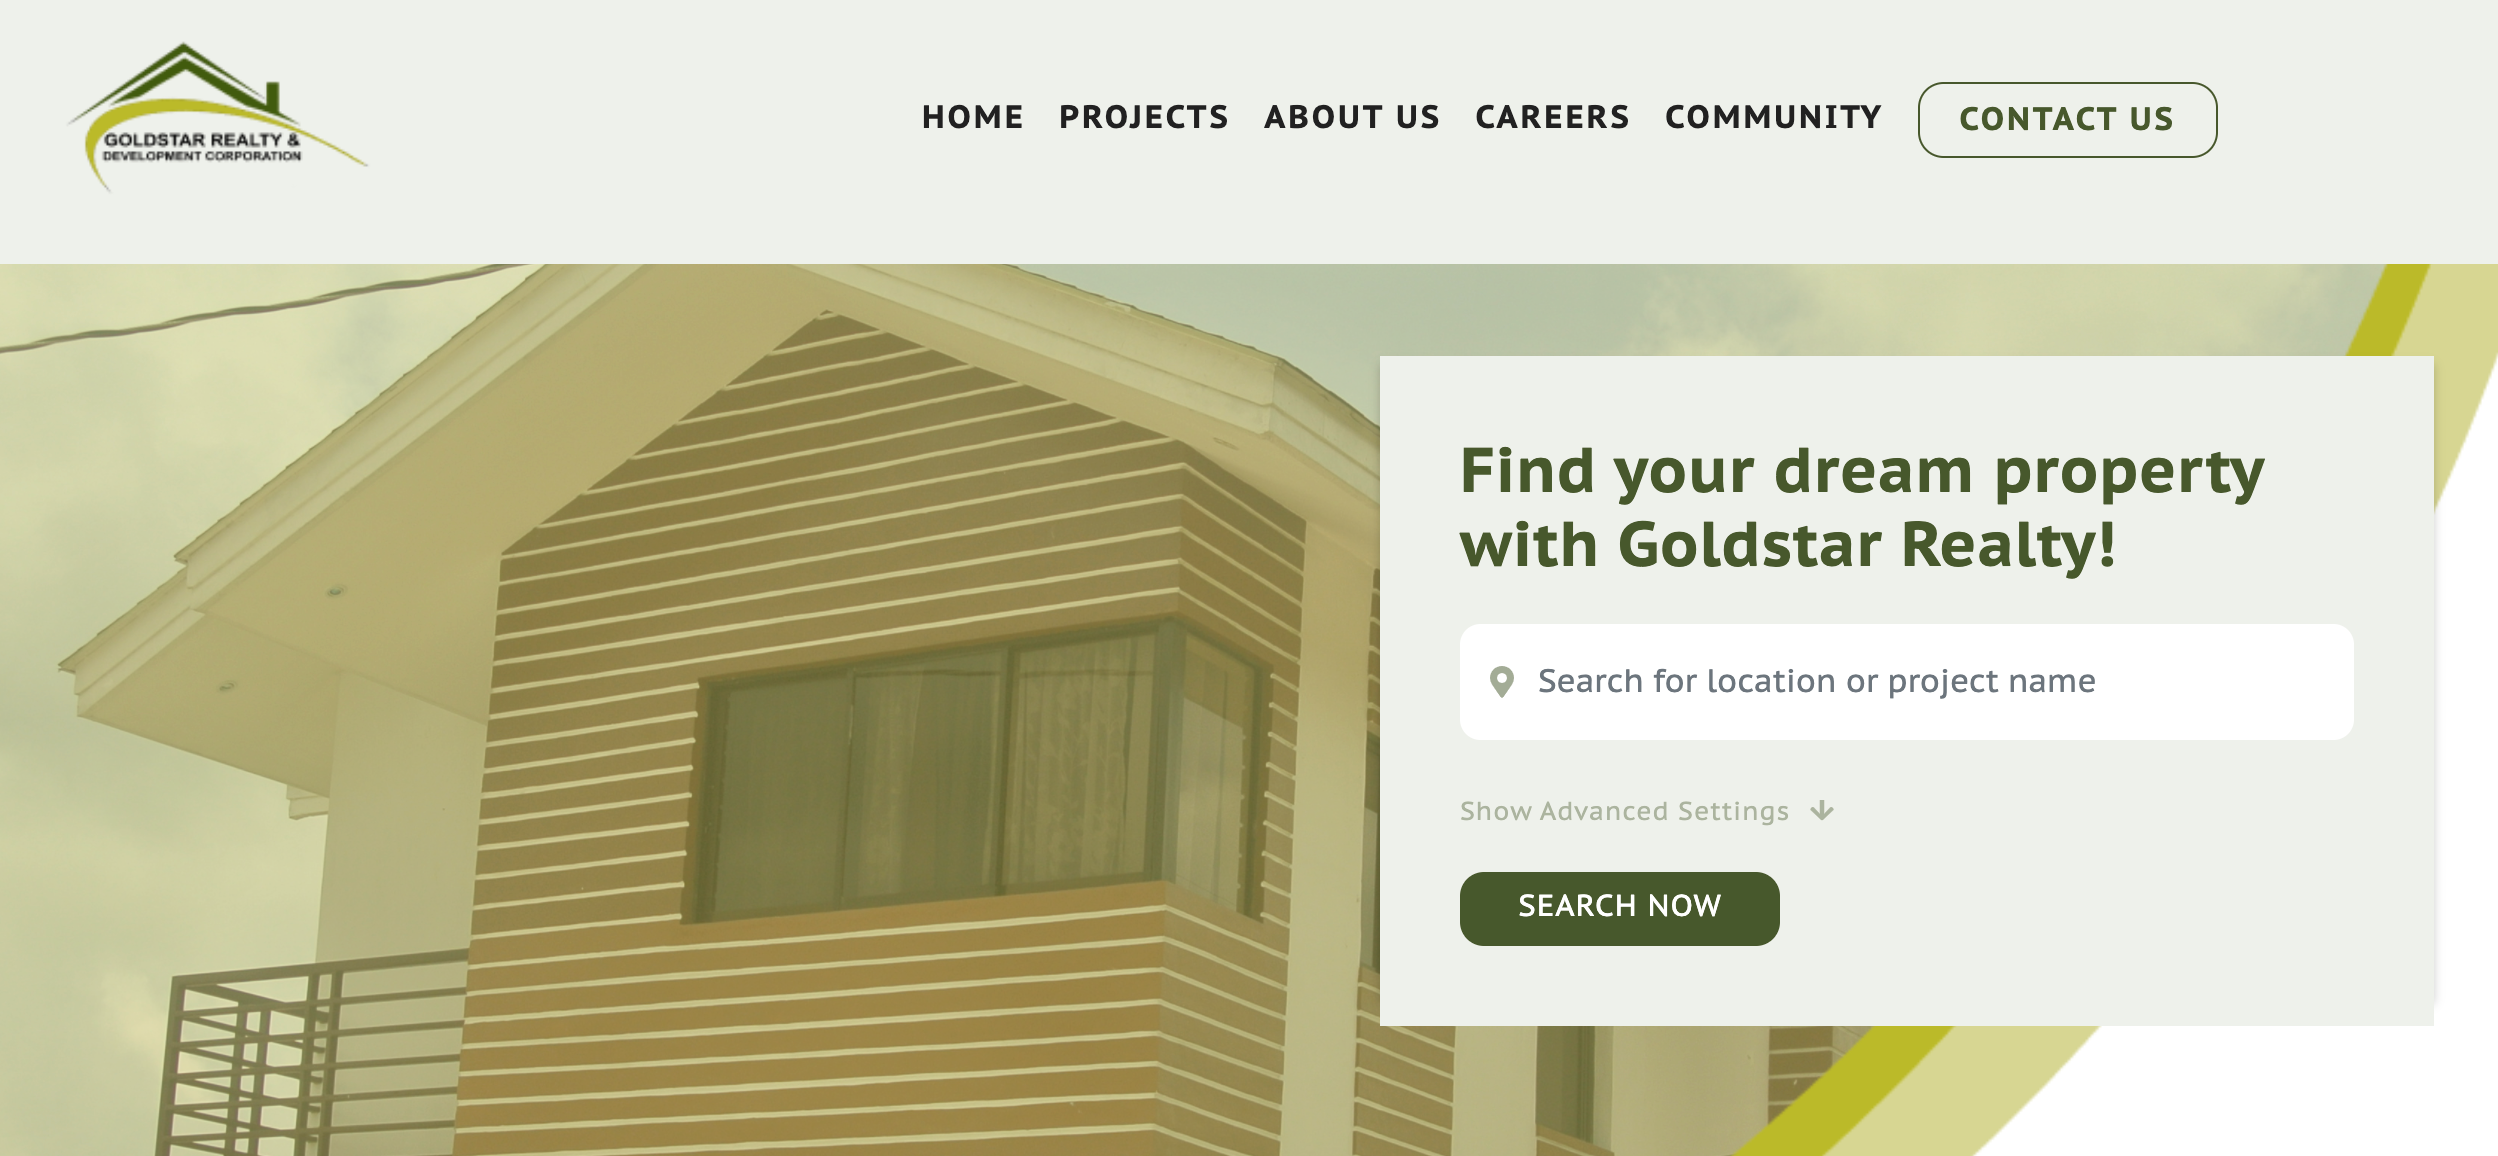 GOLDSTAR REALTY &
DEVELOPMENT CORPORATION
HOME PROJECTS ABOUT US CAREERS COMMUNITY CONTACT US
Find your dream property
with Goldstar Realty!
Search for location or project name
Show Advanced Settings
SEARCH NOW